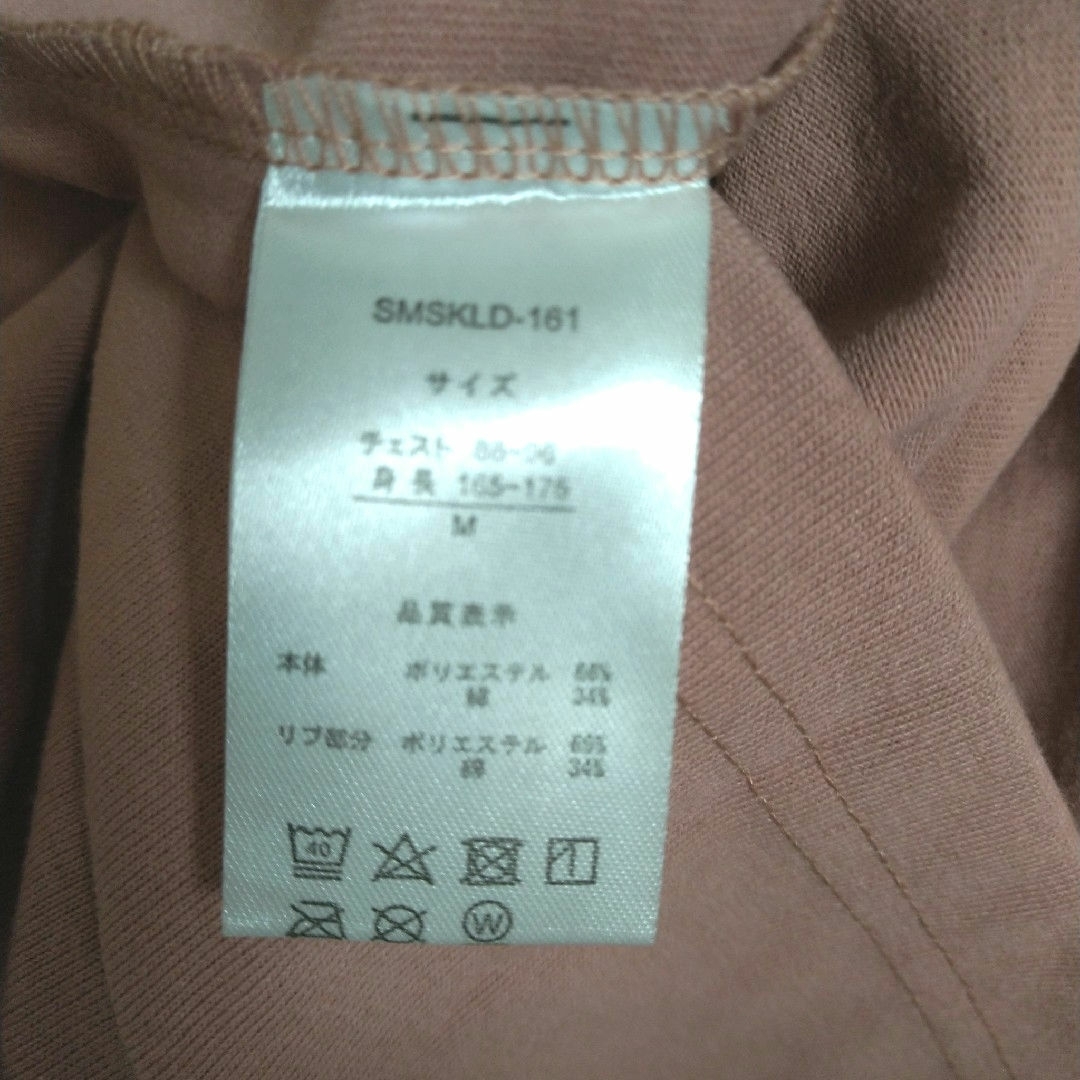 SMSKLD-161
サイズ
チェスト 88-96
身長 165-175
M
品質表示
本体 ポリエステル 66%
綿 34%
リブ部分 ポリエステル
綿 34%
40
W